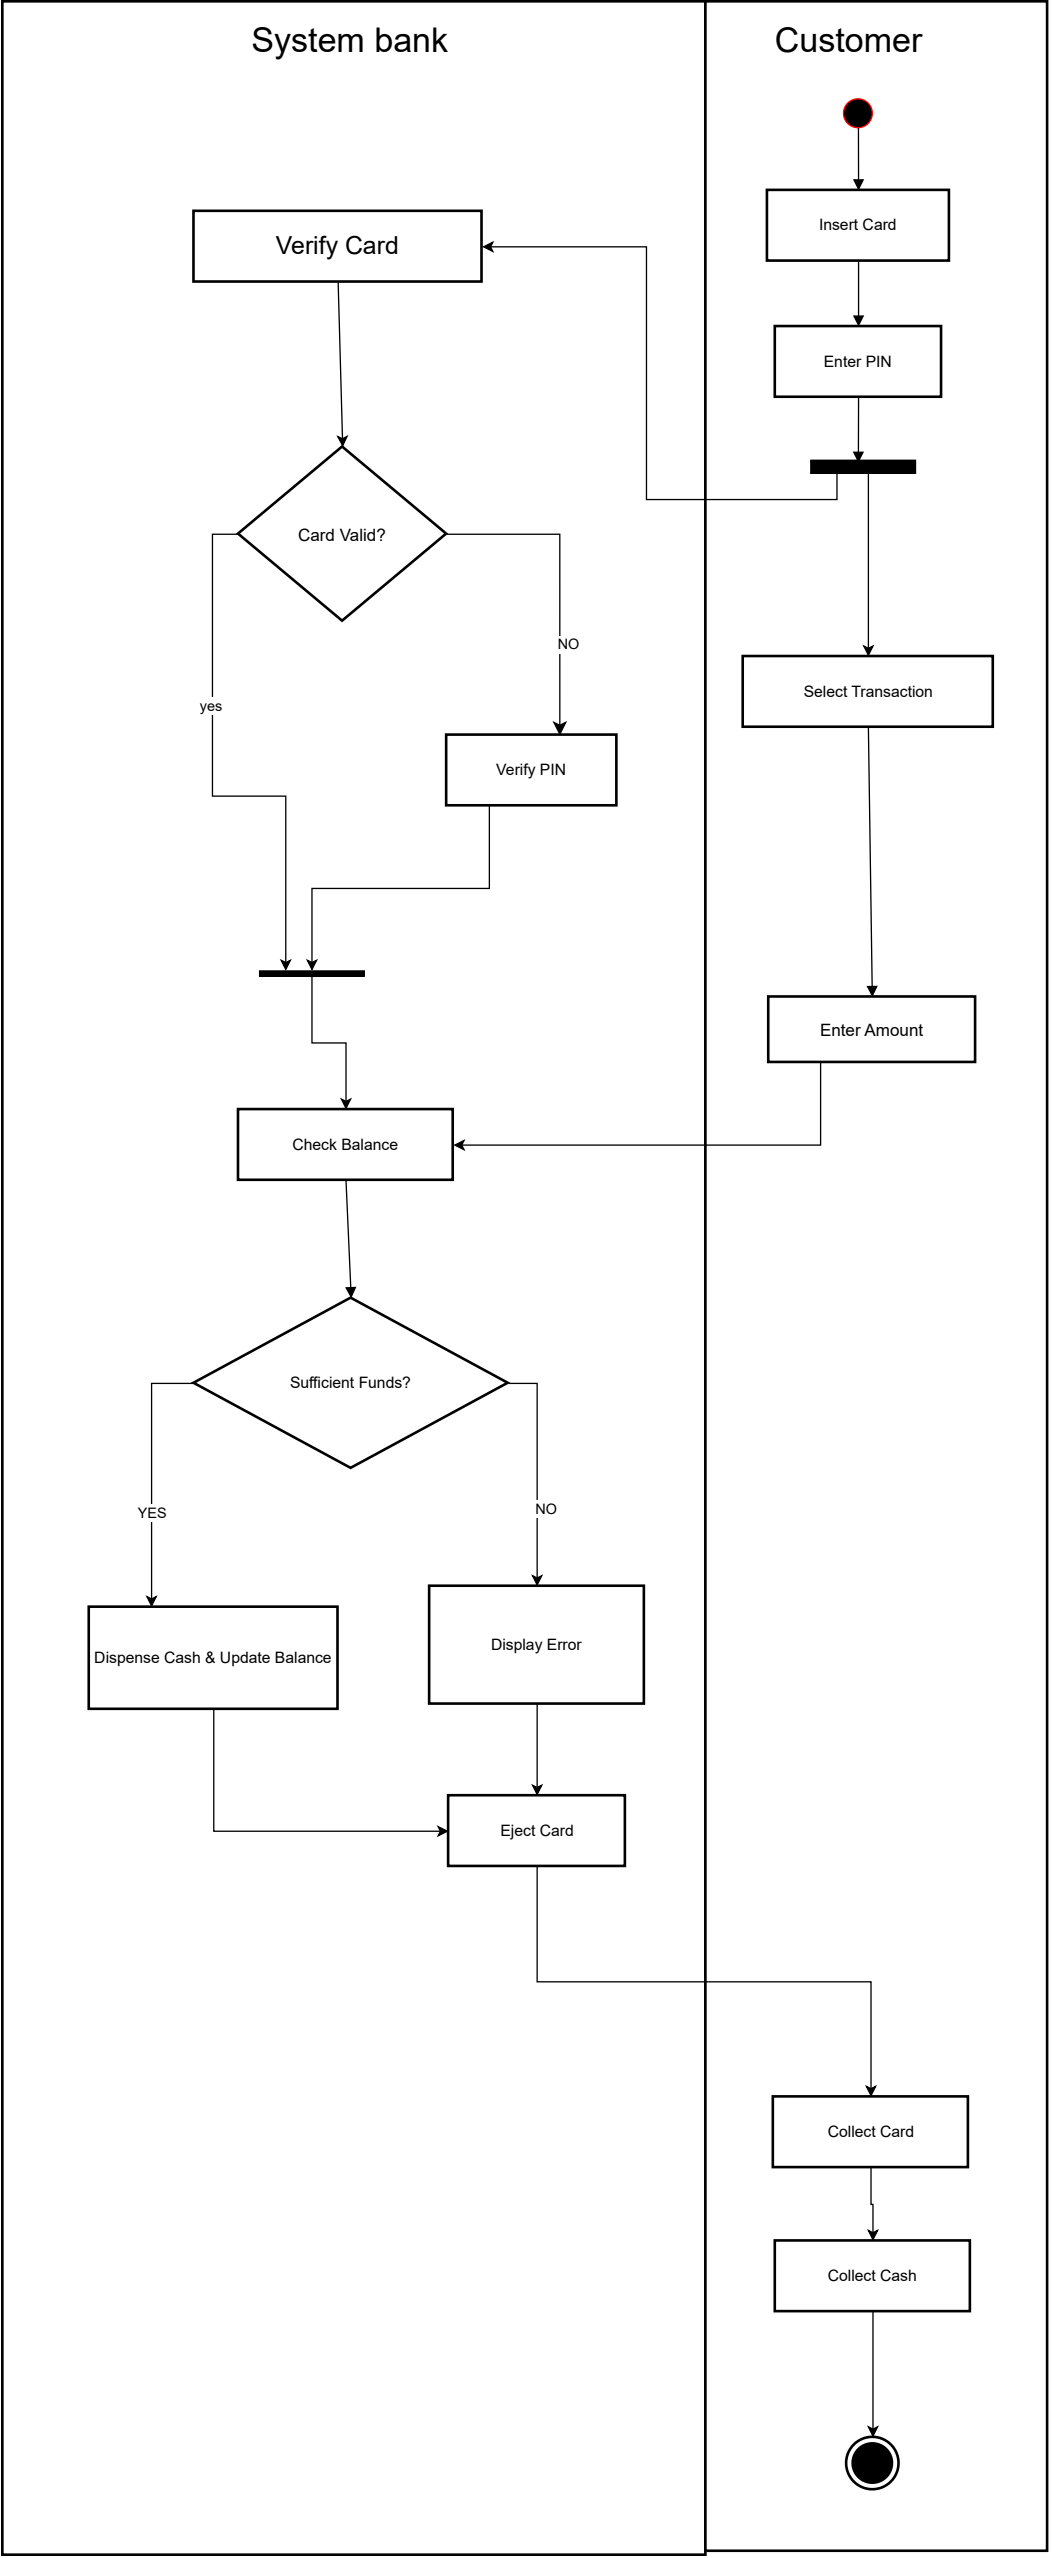 System bank
Customer
Insert Card
Verify Card
Enter PIN
Card Valid?
NO
Select Transaction
yes
Verify PIN
Enter Amount
Check Balance
Sufficient Funds?
YES
NO
Display Error
Dispense Cash & Update Balance
Eject Card
Collect Card
Collect Cash